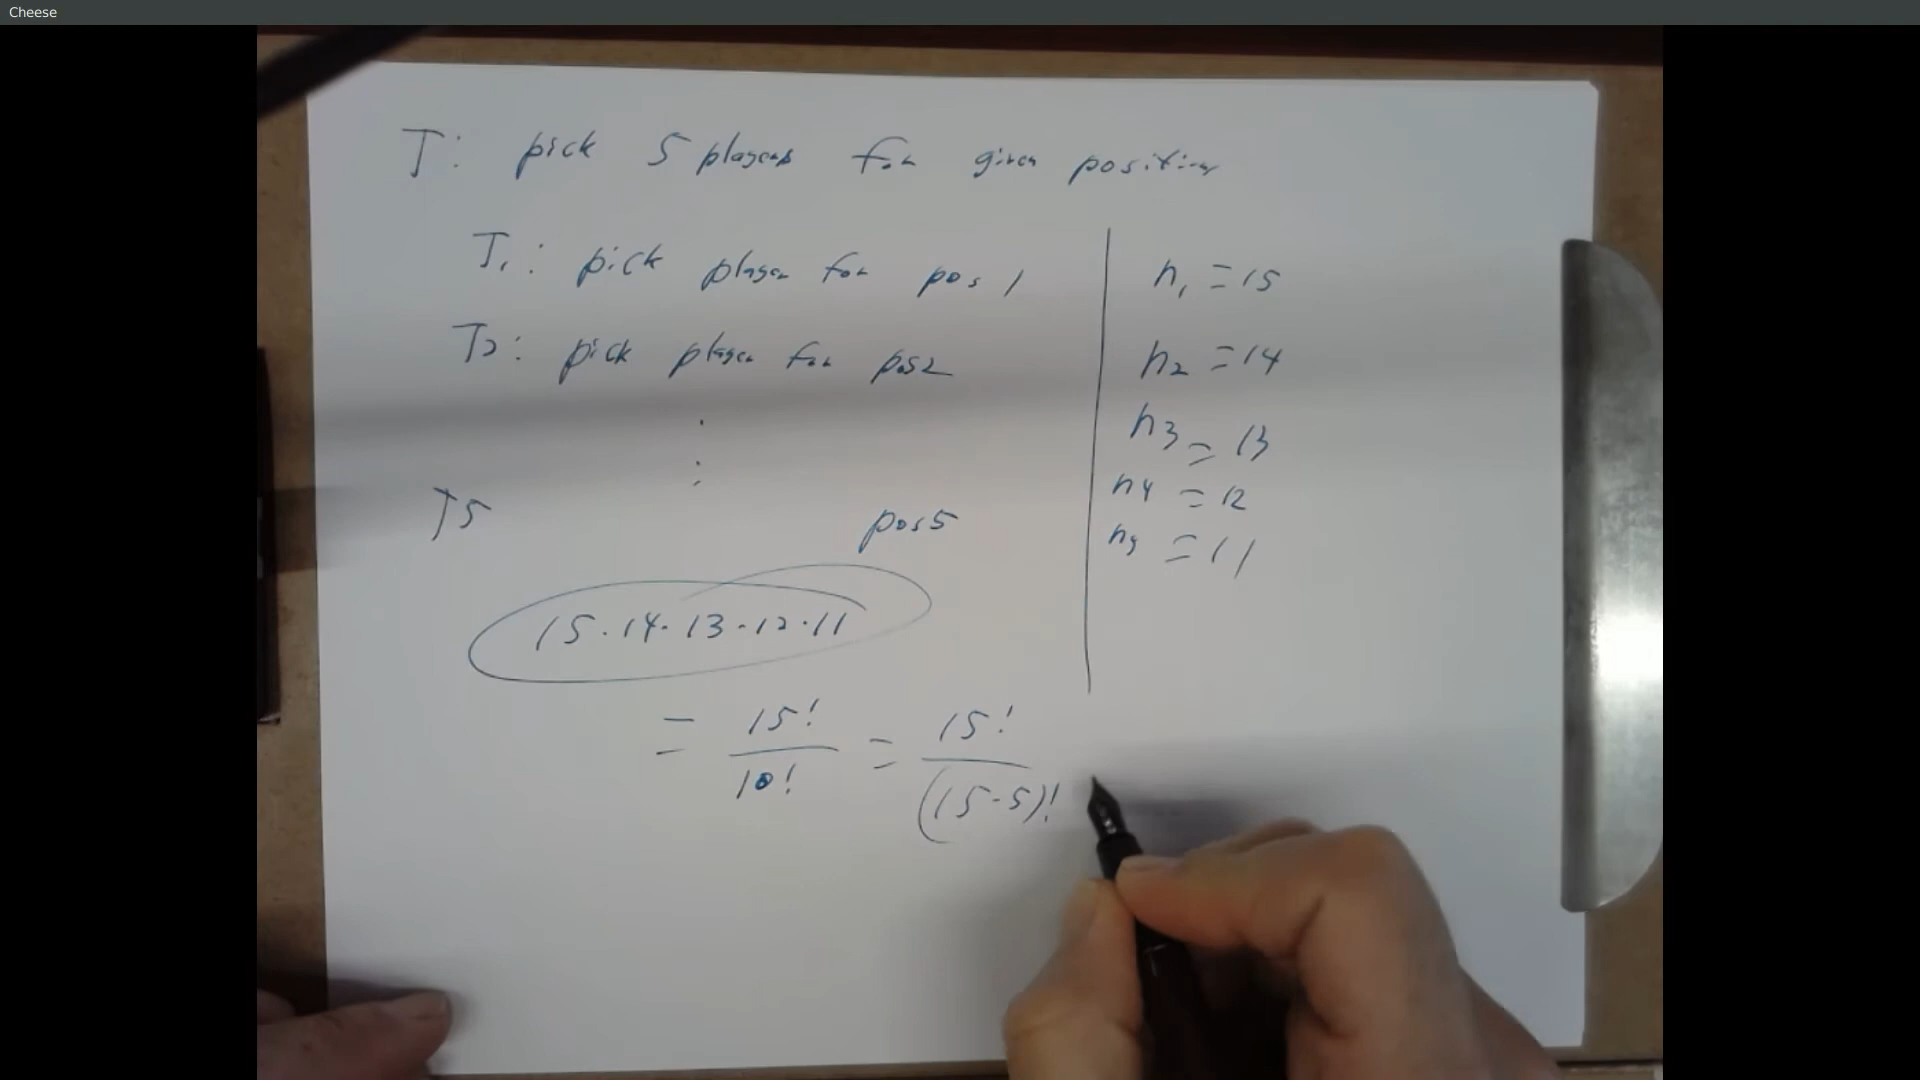 Cheese
T: pick 5 players for given positions
T1: pick player for pos 1
n1 = 15
T2: pick player for pos2
n2 = 14
n3 = 13
n4 = 12
T5 pos5
n5 = 11
15·14·13·12·11
= 15!/10! = 15!/(15-5)!